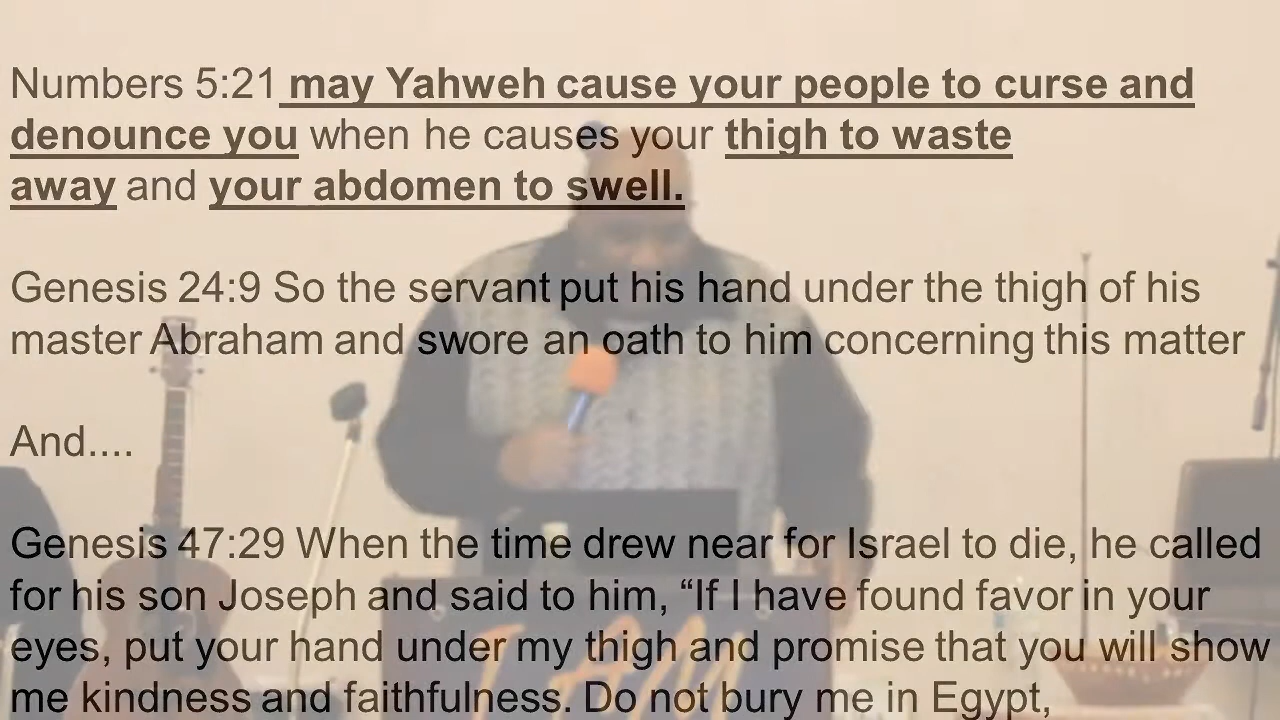 Numbers 5:21 may Yahweh cause your people to curse and
denounce you when he causes your thigh to waste
away and your abdomen to swell.
Genesis 24:9 So the servant put his hand under the thigh of his
master Abraham and swore an oath to him concerning this matter
And....
Genesis 47:29 When the time drew near for Israel to die, he called
for his son Joseph and said to him, “If I have found favor in your
eyes, put your hand under my thigh and promise that you will show
me kindness and faithfulness. Do not bury me in Egypt,
I AM